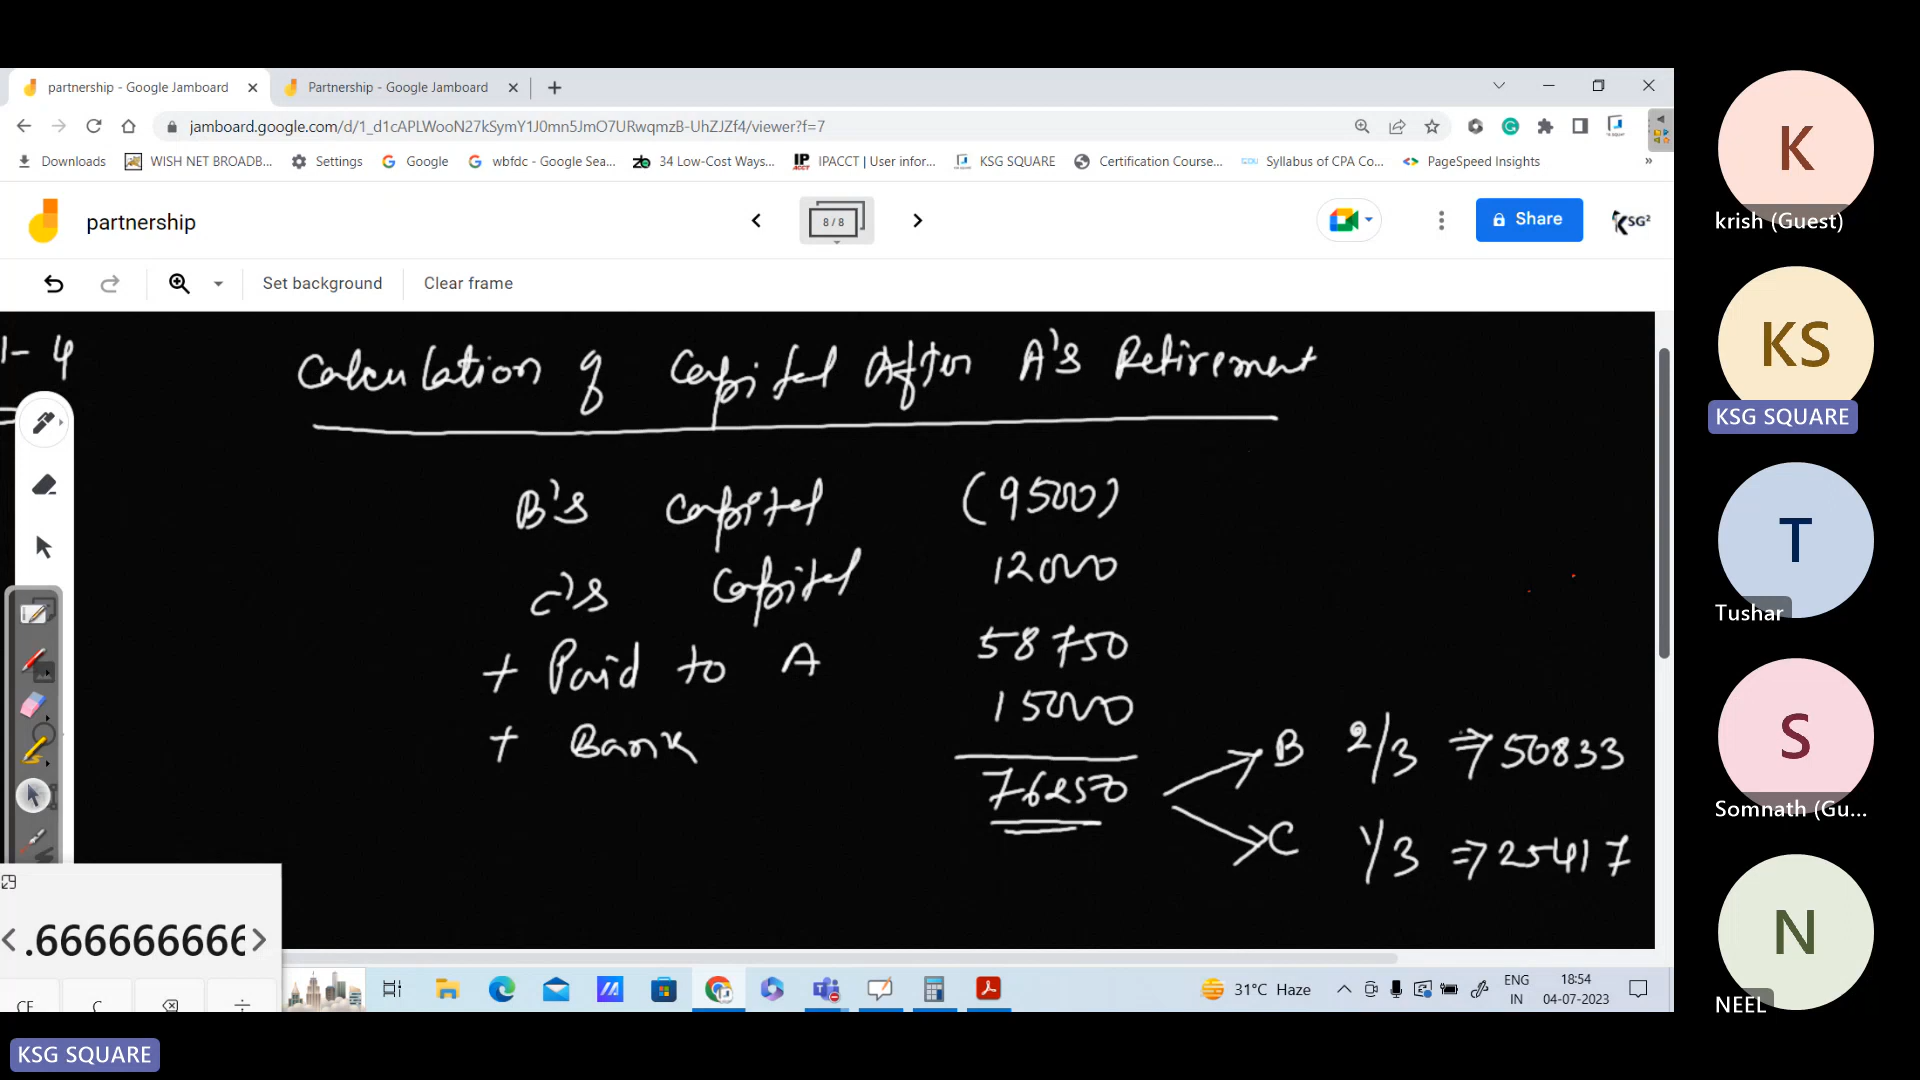 partnership - Google Jamboard
Partnership - Google Jamboard
jamboard.google.com/d/1_d1cAPLWooN27kSymY1J0mn5JmO7URwqmzB-UhZJZf4/viewer?f=7
Downloads WISH NET BROADB... Settings Google wbfdc - Google Sea... 34 Low-Cost Ways... IPACCT | User infor... KSG SQUARE Certification Course... Syllabus of CPA Co... PageSpeed Insights »
partnership
8 / 8
Share
KSG²
Set background
Clear frame
1- 4
Calculation of Capital After A's Retirement
B's Capital (9500)
C's Capital 12000
+ Paid to A 58750
+ Bank 15000
76250
B 2/3 ⇒ 50833
C 1/3 ⇒ 25417
.666666666
CE C ÷
31°C Haze
ENG
IN
18:54
04-07-2023
K
krish (Guest)
KS
KSG SQUARE
T
Tushar
S
Somnath (Gu...
N
NEEL
KSG SQUARE